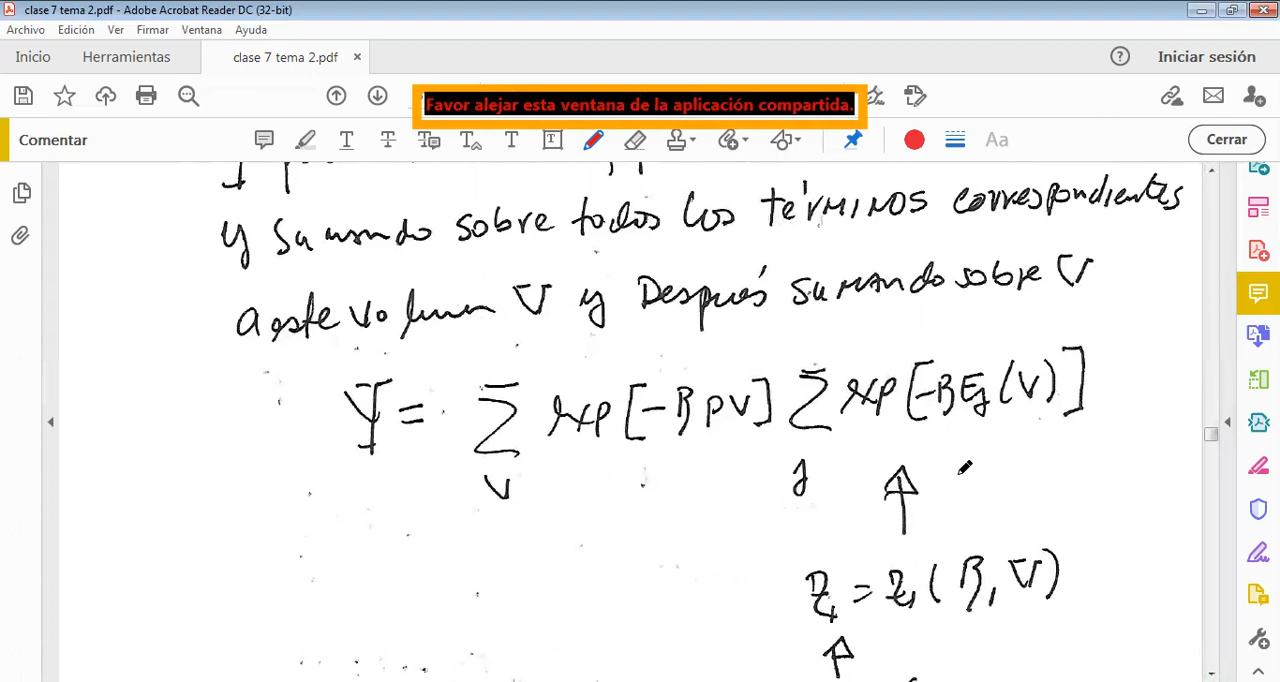 clase 7 tema 2.pdf - Adobe Acrobat Reader DC (32-bit)
Archivo Edición Ver Firmar Ventana Ayuda
Inicio Herramientas clase 7 tema 2.pdf × Iniciar sesión
Favor alejar esta ventana de la aplicación compartida.
Comentar Aa Cerrar
y sumando sobre todos los términos correspondientes
a este volumen V y Después sumando sobre V
Ψ = Σ exp[-βpV] Σ exp[-βEj(V)]
V j
Z = Z(β, V)